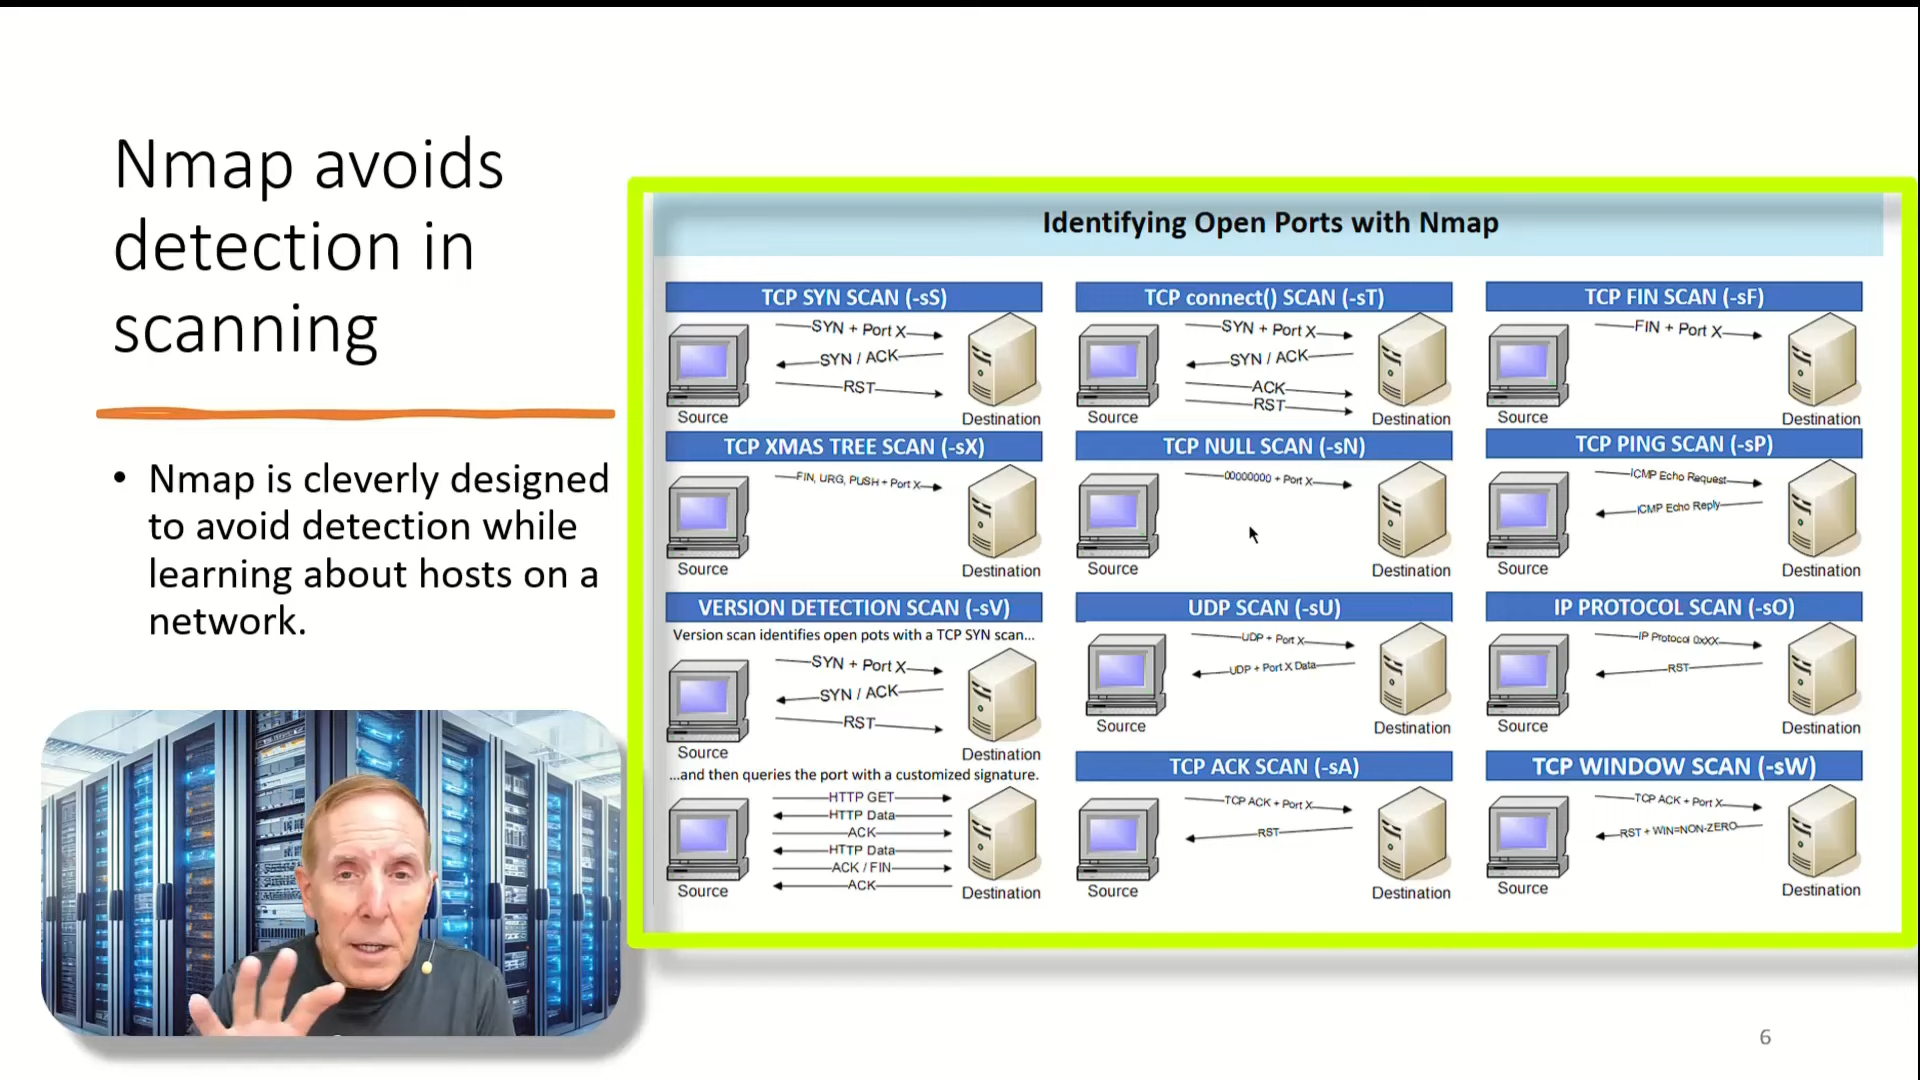 Nmap avoids
detection in
scanning
• Nmap is cleverly designed
to avoid detection while
learning about hosts on a
network.
Identifying Open Ports with Nmap
TCP SYN SCAN (-sS)
SYN + Port X
SYN / ACK
RST
Source
Destination
TCP connect() SCAN (-sT)
SYN + Port X
SYN / ACK
ACK
RST
Source
Destination
TCP FIN SCAN (-sF)
FIN + Port X
Source
Destination
TCP XMAS TREE SCAN (-sX)
FIN, URG, PUSH + Port X
Source
Destination
TCP NULL SCAN (-sN)
00000000 + Port X
Source
Destination
TCP PING SCAN (-sP)
ICMP Echo Request
ICMP Echo Reply
Source
Destination
VERSION DETECTION SCAN (-sV)
Version scan identifies open pots with a TCP SYN scan...
SYN + Port X
SYN / ACK
RST
Source
Destination
...and then queries the port with a customized signature.
HTTP GET
HTTP Data
ACK
HTTP Data
ACK / FIN
ACK
Source
Destination
UDP SCAN (-sU)
UDP + Port X
UDP + Port X Data
Source
Destination
IP PROTOCOL SCAN (-sO)
IP Protocol 0xXX
RST
Source
Destination
TCP ACK SCAN (-sA)
TCP ACK + Port X
RST
Source
Destination
TCP WINDOW SCAN (-sW)
TCP ACK + Port X
RST + WIN=NON-ZERO
Source
Destination
6